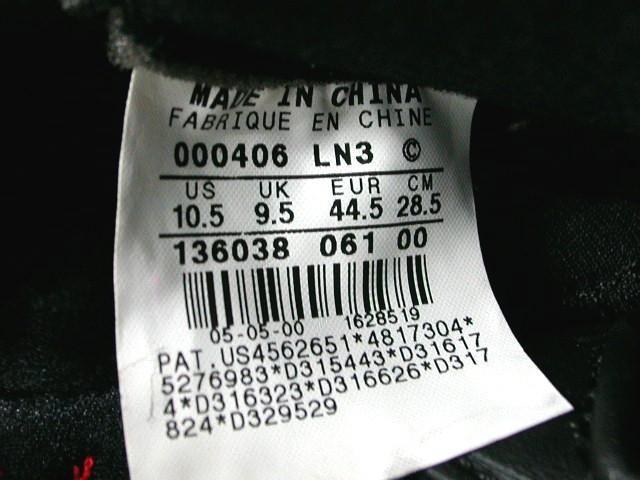 MADE IN CHINA
FABRIQUE EN CHINE
000406 LN3 ©
US UK EUR CM
10.5 9.5 44.5 28.5
136038 061 00
05-05-00 1628519
PAT.US4562651*4817304*
5276983*D315443*D31617
4*D316323*D316626*D317
824*D329529